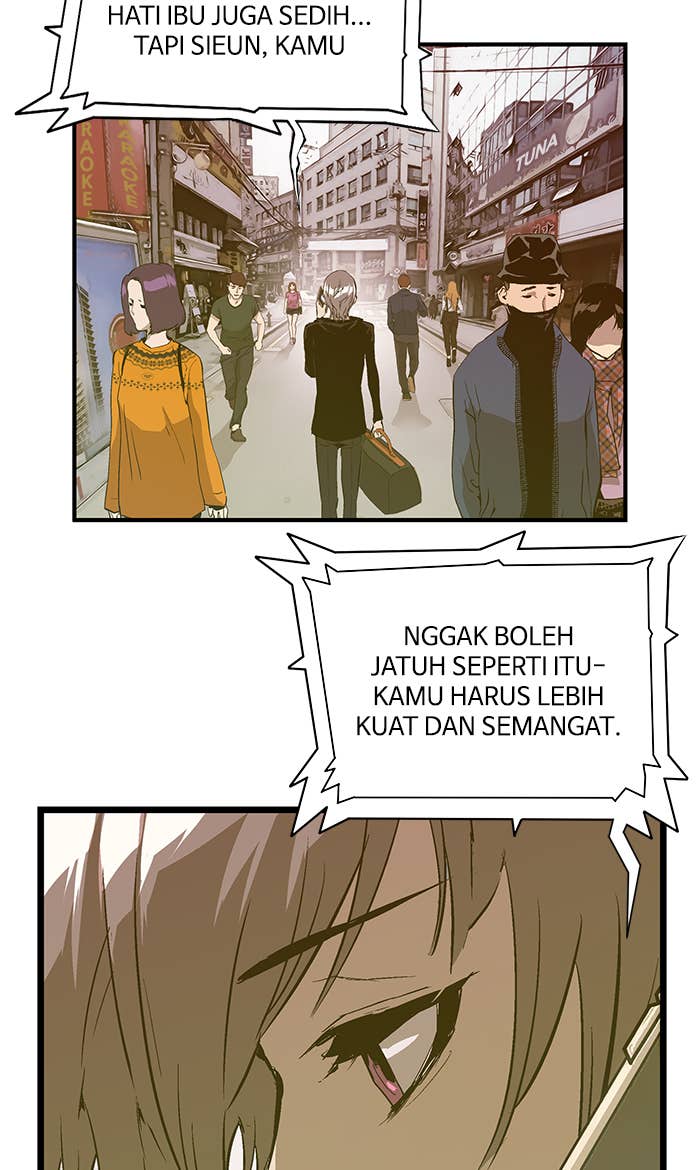 HATI IBU JUGA SEDIH...
TAPI SIEUN, KAMU
KARAOKE
KARAOKE
TUNA
NGGAK BOLEH
JATUH SEPERTI ITU-
KAMU HARUS LEBIH
KUAT DAN SEMANGAT.